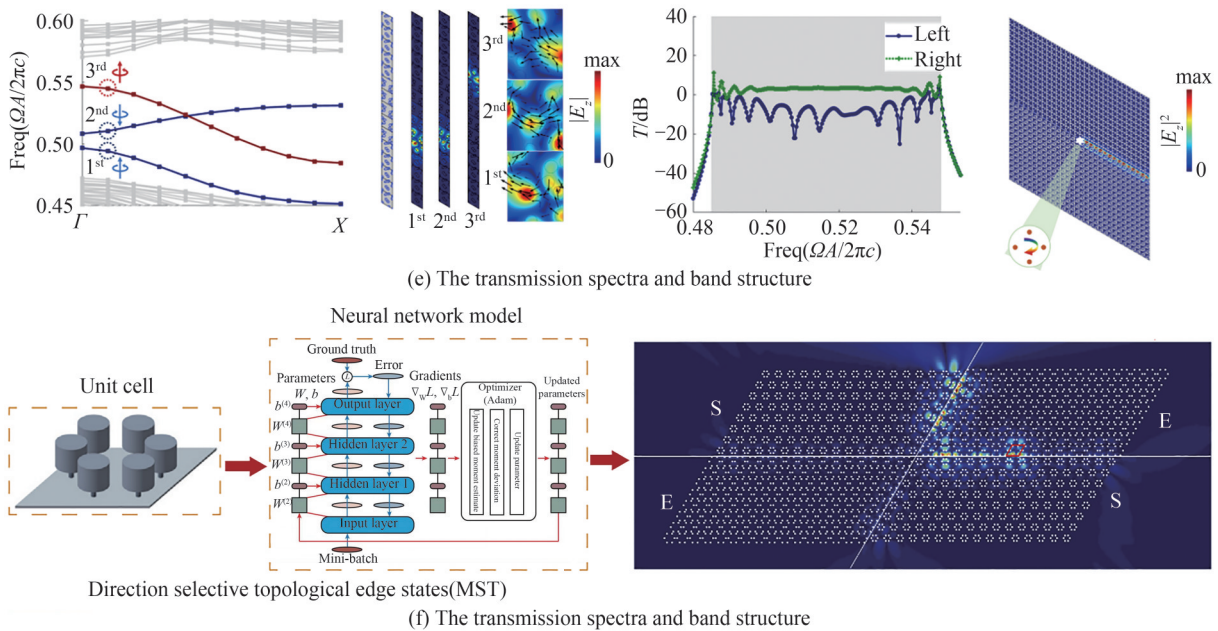 0.60
0.55
0.50
0.45
Freq(ΩA/2πc)
3rd
2nd
1st
Γ
X
1st
2nd
3rd
3rd
2nd
1st
max
|E_z|
0
40
20
0
−20
−40
−60
T/dB
Left
Right
0.48
0.50
0.52
0.54
Freq(ΩA/2πc)
max
|E_z|²
0
(e) The transmission spectra and band structure
Unit cell
Neural network model
Ground truth
L
Error
Parameters
W, b
Gradients
∇_W L, ∇_b L
Optimizer
(Adam)
Update biased moment estimate
Correct moment deviation
Update parameter
Updated
parameters
b(4)
Output layer
W(4)
b(3)
Hidden layer 2
W(3)
b(2)
Hidden layer 1
W(2)
Input layer
Mini-batch
S
E
E
S
Direction selective topological edge states(MST)
(f) The transmission spectra and band structure